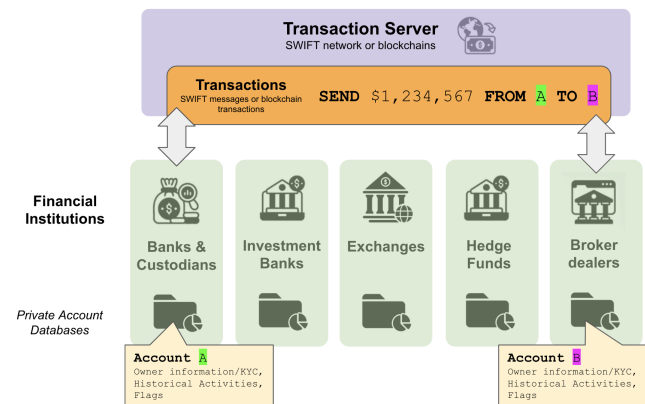 Transaction Server
SWIFT network or blockchains
Transactions
SWIFT messages or blockchain
transactions
SEND $1,234,567 FROM A TO B
Financial
Institutions
Banks &
Custodians
Investment
Banks
Exchanges
Hedge
Funds
Broker
dealers
Private Account
Databases
Account A
Owner information/KYC,
Historical Activities,
Flags
Account B
Owner information/KYC,
Historical Activities,
Flags